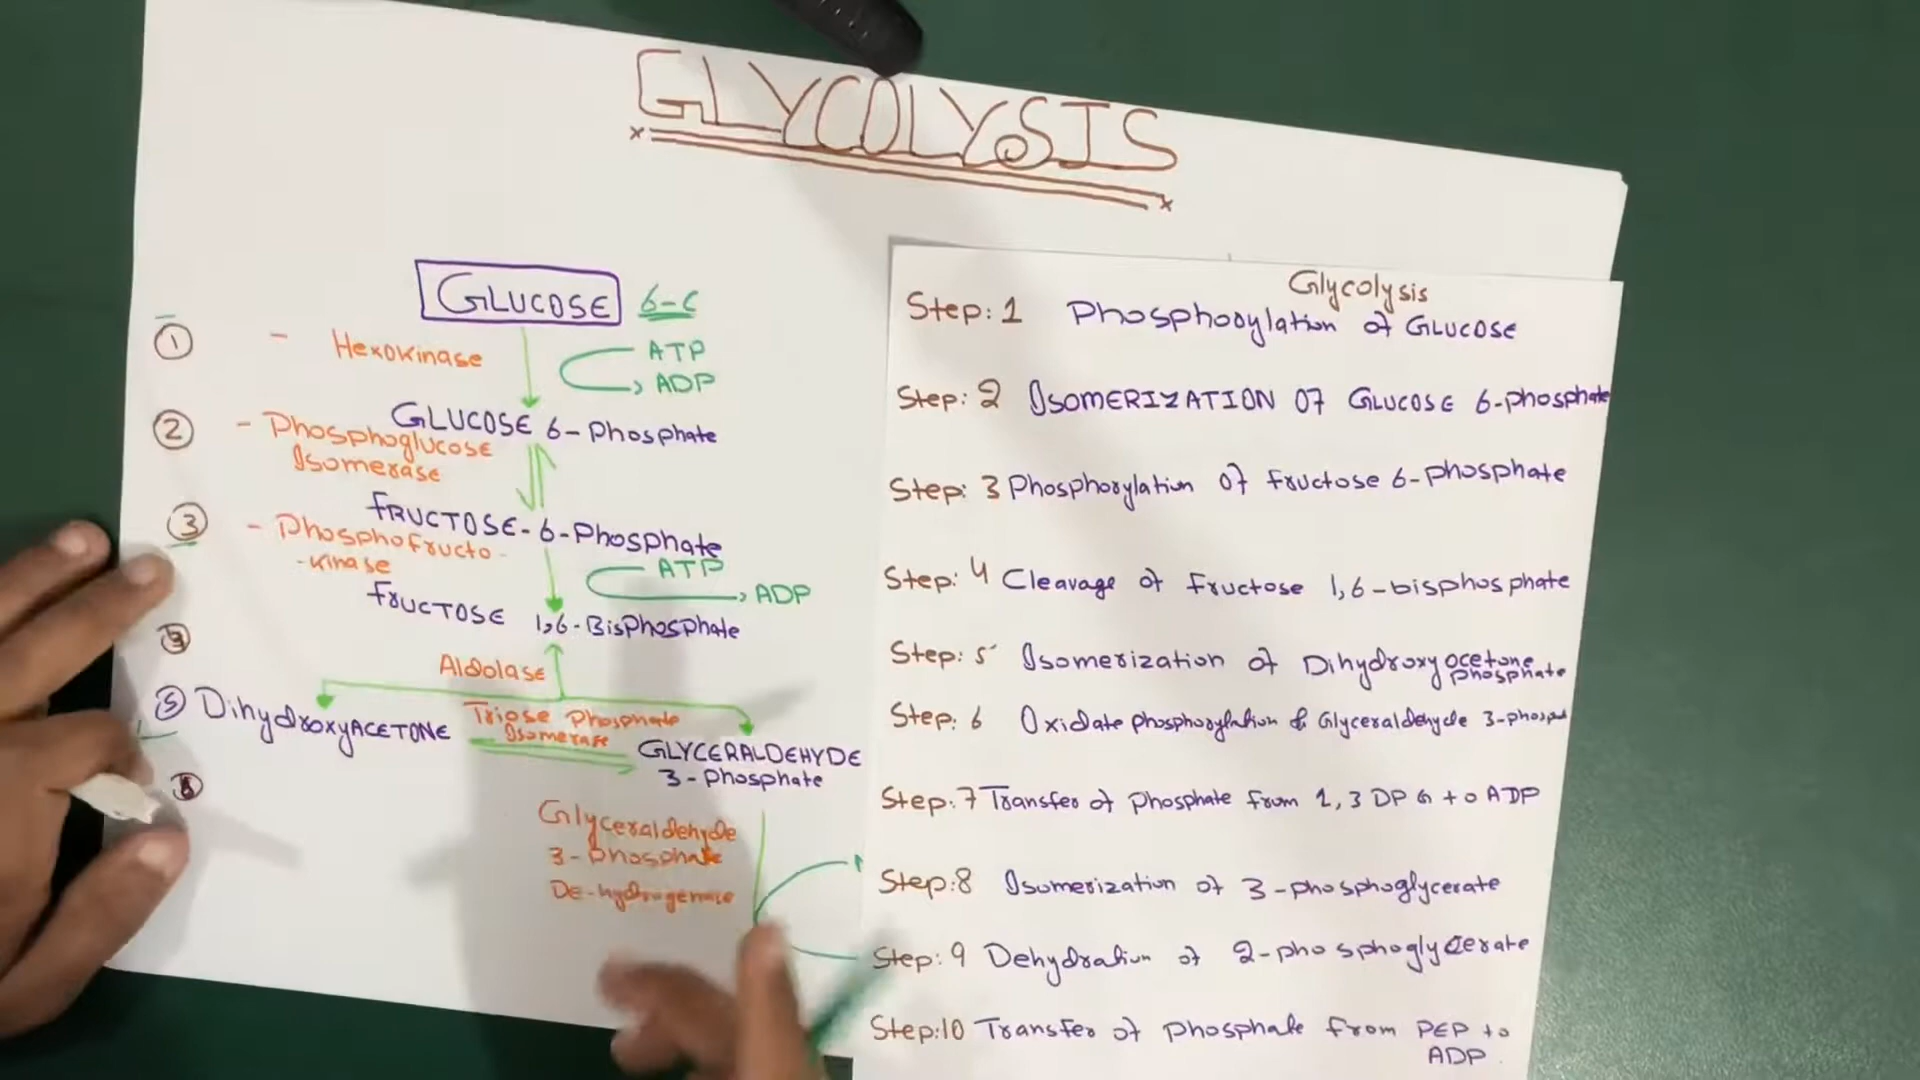 GLYCOLYSIS
GLUCOSE 6-C
1 - Hexokinase
ATP
ADP
GLUCOSE 6-Phosphate
2 - Phosphoglucose
Isomerase
FRUCTOSE-6-Phosphate
3 - Phosphofructo-
-kinase
ATP
ADP
FRUCTOSE 1,6-Bisphosphate
Aldolase
5 DihydroxyACETONE
Triose Phosphate
Isomerase
GLYCERALDEHYDE
3-Phosphate
Glyceraldehyde
3-Phosphate
De-hydrogenase
Glycolysis
Step: 1 Phosphorylation of GLUCOSE
Step: 2 ISOMERIZATION OF GLUCOSE 6-phosphate
Step: 3 Phosphorylation Of Fructose 6-phosphate
Step: 4 Cleavage of Fructose 1,6-bisphosphate
Step: 5 Isomerization of Dihydroxyacetone
phosphate
Step: 6 Oxidate phosphorylation of Glyceraldehyde 3-phospat
Step: 7 Transfer of phosphate from 1,3 DPG to ADP
Step: 8 Isomerization of 3-phosphoglycerate
Step: 9 Dehydration of 2-phosphoglycerate
Step: 10 Transfer of phosphate from PEP to
ADP.